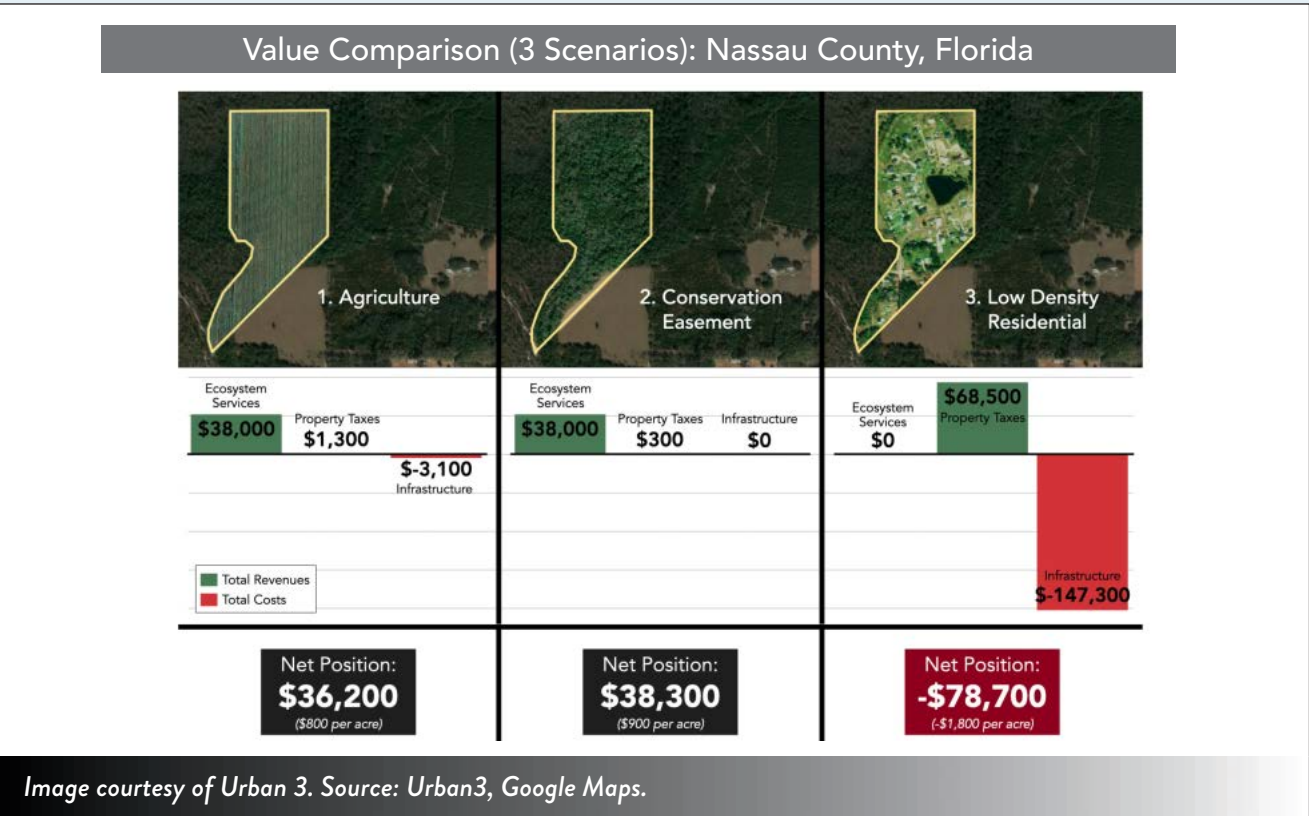 Value Comparison (3 Scenarios): Nassau County, Florida
1. Agriculture
2. Conservation
Easement
3. Low Density
Residential
Ecosystem
Services
$38,000
Property Taxes
$1,300
$-3,100
Infrastructure
Total Revenues
Total Costs
Ecosystem
Services
$38,000
Property Taxes
$300
Infrastructure
$0
Ecosystem
Services
$0
$68,500
Property Taxes
Infrastructure
$-147,300
Net Position:
$36,200
($800 per acre)
Net Position:
$38,300
($900 per acre)
Net Position:
-$78,700
(-$1,800 per acre)
Image courtesy of Urban 3. Source: Urban3, Google Maps.